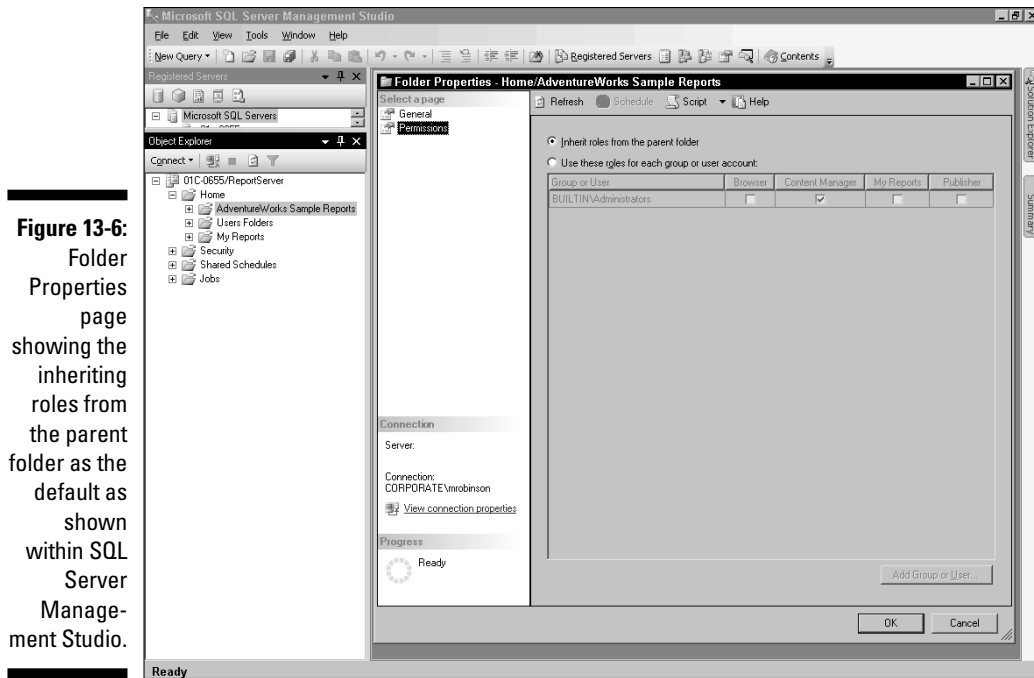 Figure 13-6:
Folder
Properties
page
showing the
inheriting
roles from
the parent
folder as the
default as
shown
within SQL
Server
Manage-
ment Studio.
Microsoft SQL Server Management Studio
File Edit View Tools Window Help
New Query Registered Servers Contents
Registered Servers
Microsoft SQL Servers
Object Explorer
Connect
01C-0655/ReportServer
Home
AdventureWorks Sample Reports
Users Folders
My Reports
Security
Shared Schedules
Jobs
Folder Properties - Home/AdventureWorks Sample Reports
Select a page
General
Permissions
Refresh Schedule Script Help
Inherit roles from the parent folder
Use these roles for each group or user account:
Group or User Browser Content Manager My Reports Publisher
BUILTIN\Administrators
Connection
Server:
Connection:
CORPORATE\mrobinson
View connection properties
Progress
Ready
Add Group or User...
OK Cancel
Solution Explorer
Summary
Ready